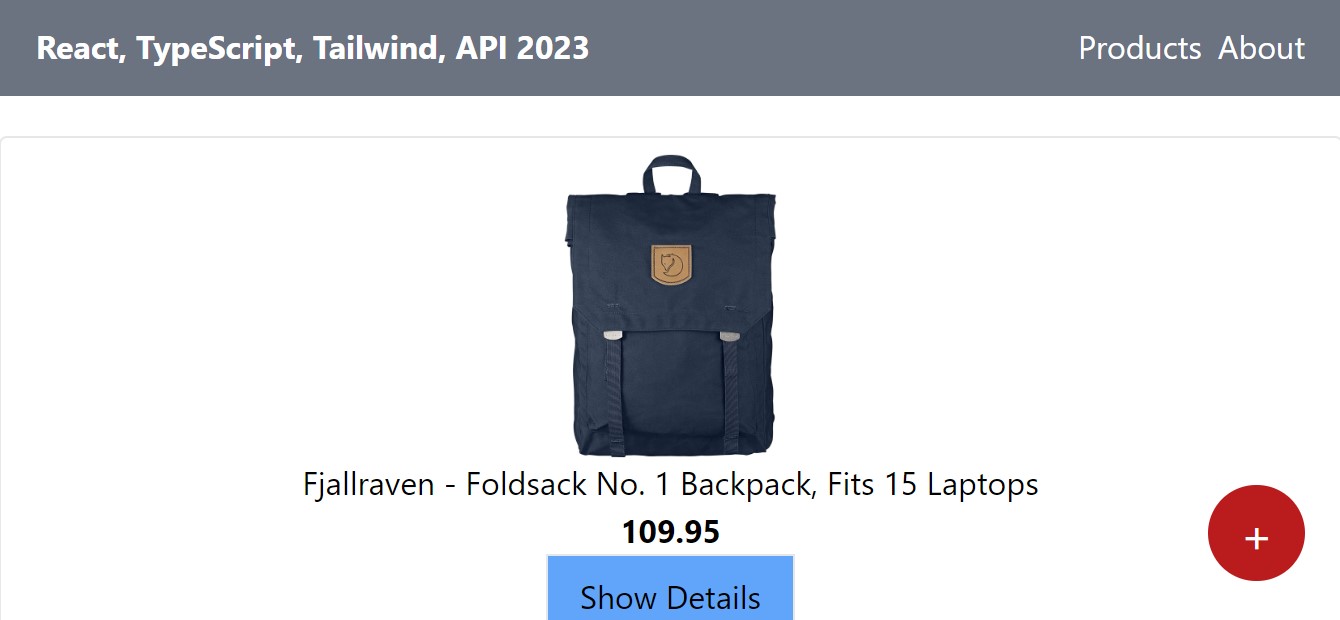 React, TypeScript, Tailwind, API 2023
Products About
Fjallraven - Foldsack No. 1 Backpack, Fits 15 Laptops
109.95
+
Show Details